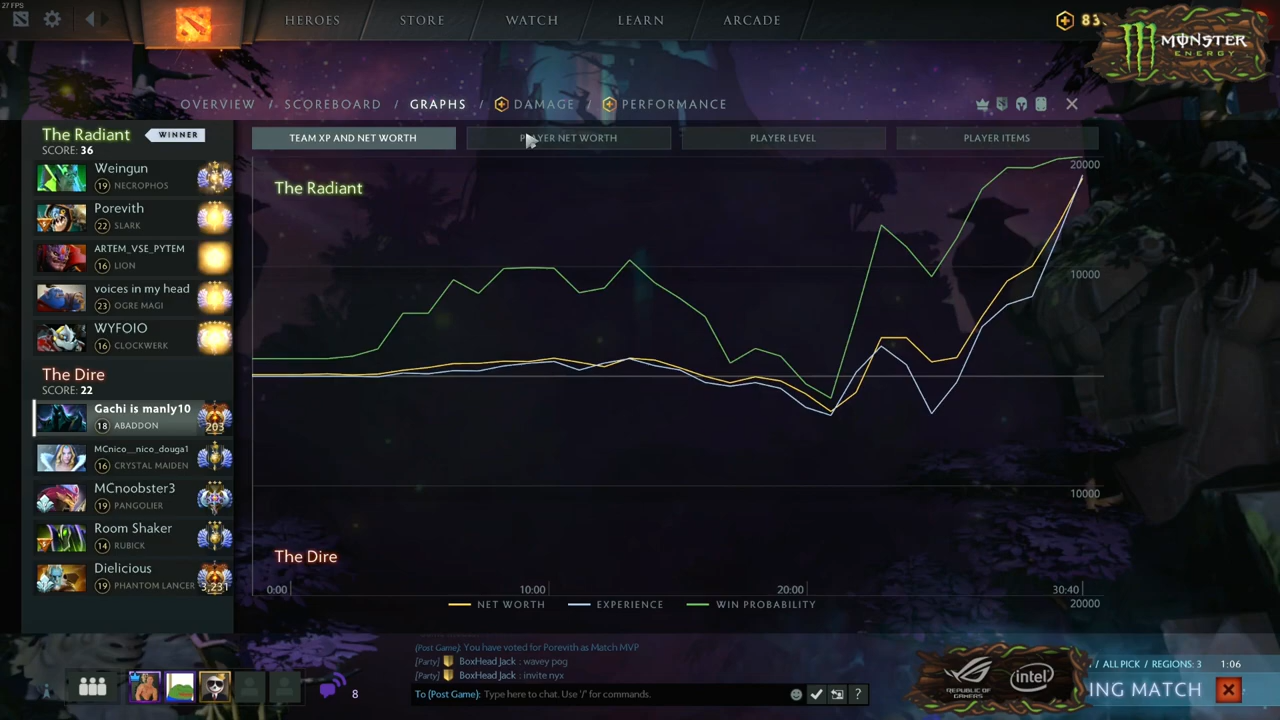 27 FPS
HEROES
STORE
WATCH
LEARN
ARCADE
83
MONSTER
ENERGY
OVERVIEW / SCOREBOARD / GRAPHS / DAMAGE / PERFORMANCE
The Radiant WINNER
SCORE: 36
Weingun
19 NECROPHOS
Porevith
22 SLARK
ARTEM_VSE_PYTEM
16 LION
voices in my head
23 OGRE MAGI
WYFOIO
16 CLOCKWERK
The Dire
SCORE: 22
Gachi is manly10
18 ABADDON
203
MCnico__nico_douga1
16 CRYSTAL MAIDEN
MCnoobster3
19 PANGOLIER
Room Shaker
14 RUBICK
Dielicious
19 PHANTOM LANCER
3,231
TEAM XP AND NET WORTH
PLAYER NET WORTH
PLAYER LEVEL
PLAYER ITEMS
The Radiant
20000
10000
10000
The Dire
0:00
10:00
20:00
30:40
20000
NET WORTH
EXPERIENCE
WIN PROBABILITY
8
(Post Game): You have voted for Porevith as Match MVP
[Party] BoxHead Jack : wavey pog
[Party] BoxHead Jack : invite nyx
To (Post Game): Type here to chat. Use '/' for commands.
?
REPUBLIC OF
GAMERS
intel
/ ALL PICK / REGIONS: 3 1:06
ING MATCH